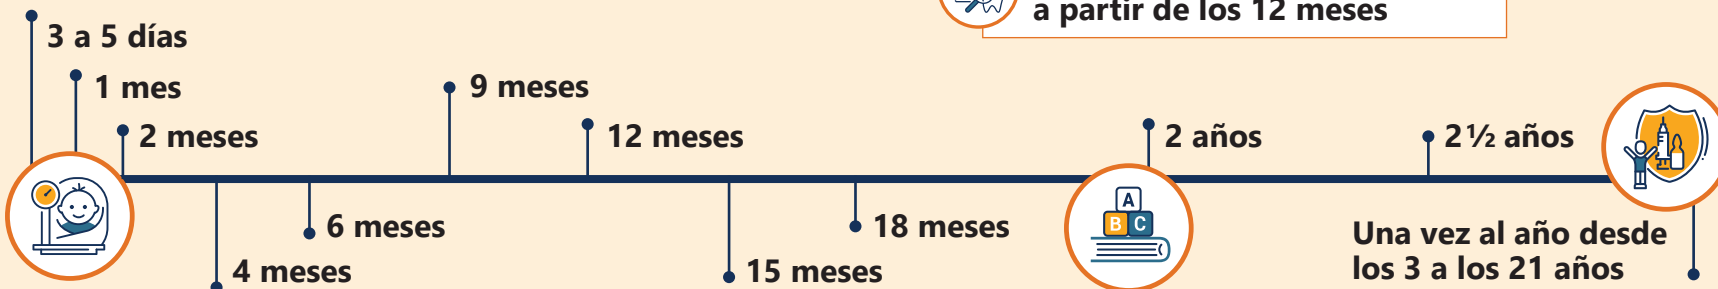 a partir de los 12 meses
3 a 5 días
1 mes
2 meses
4 meses
6 meses
9 meses
12 meses
15 meses
18 meses
A
B C
2 años
2 ½ años
Una vez al año desde
los 3 a los 21 años